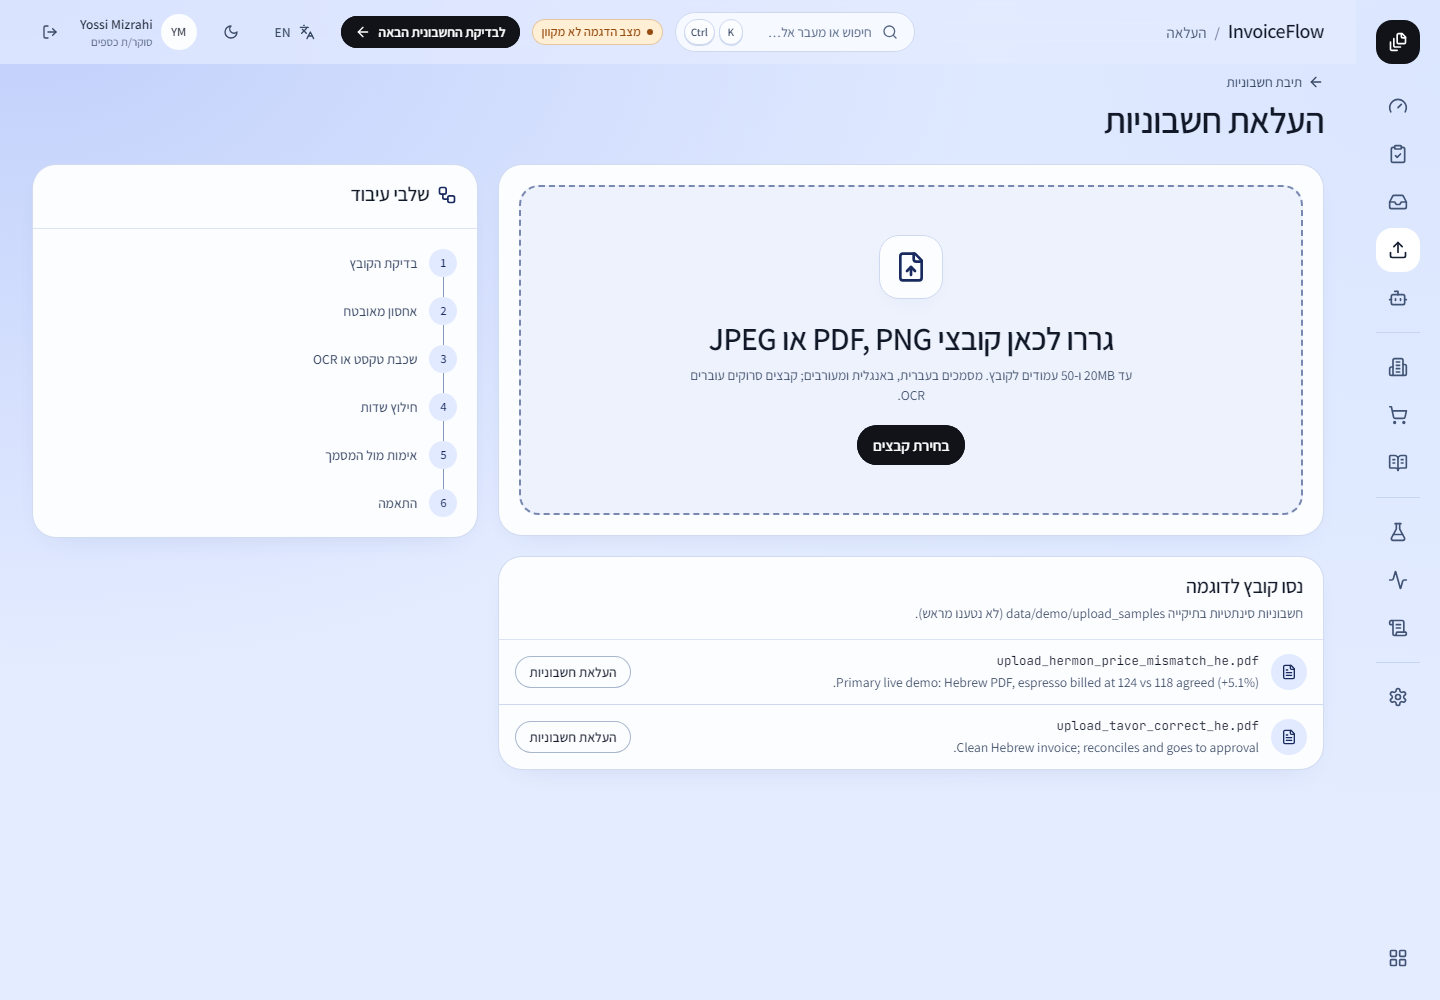 InvoiceFlow / העלאה
חיפוש או מעבר אל… Ctrl K
מצב הדגמה לא מקוון
לבדיקת החשבונית הבאה
EN
YM
Yossi Mizrahi
סוקר/ת כספים
תיבת חשבוניות
העלאת חשבוניות
גררו לכאן קובצי PDF, PNG או JPEG
עד 20MB ו-50 עמודים לקובץ. מסמכים בעברית, באנגלית ומעורבים; קבצים סרוקים עוברים
OCR.
בחירת קבצים
שלבי עיבוד
1 בדיקת הקובץ
2 אחסון מאובטח
3 שכבת טקסט או OCR
4 חילוץ שדות
5 אימות מול המסמך
6 התאמה
נסו קובץ לדוגמה
חשבוניות סינתטיות בתיקייה data/demo/upload_samples (לא נטענו מראש).
upload_hermon_price_mismatch_he.pdf
Primary live demo: Hebrew PDF, espresso billed at 124 vs 118 agreed (+5.1%).
העלאת חשבוניות
upload_tavor_correct_he.pdf
Clean Hebrew invoice; reconciles and goes to approval.
העלאת חשבוניות